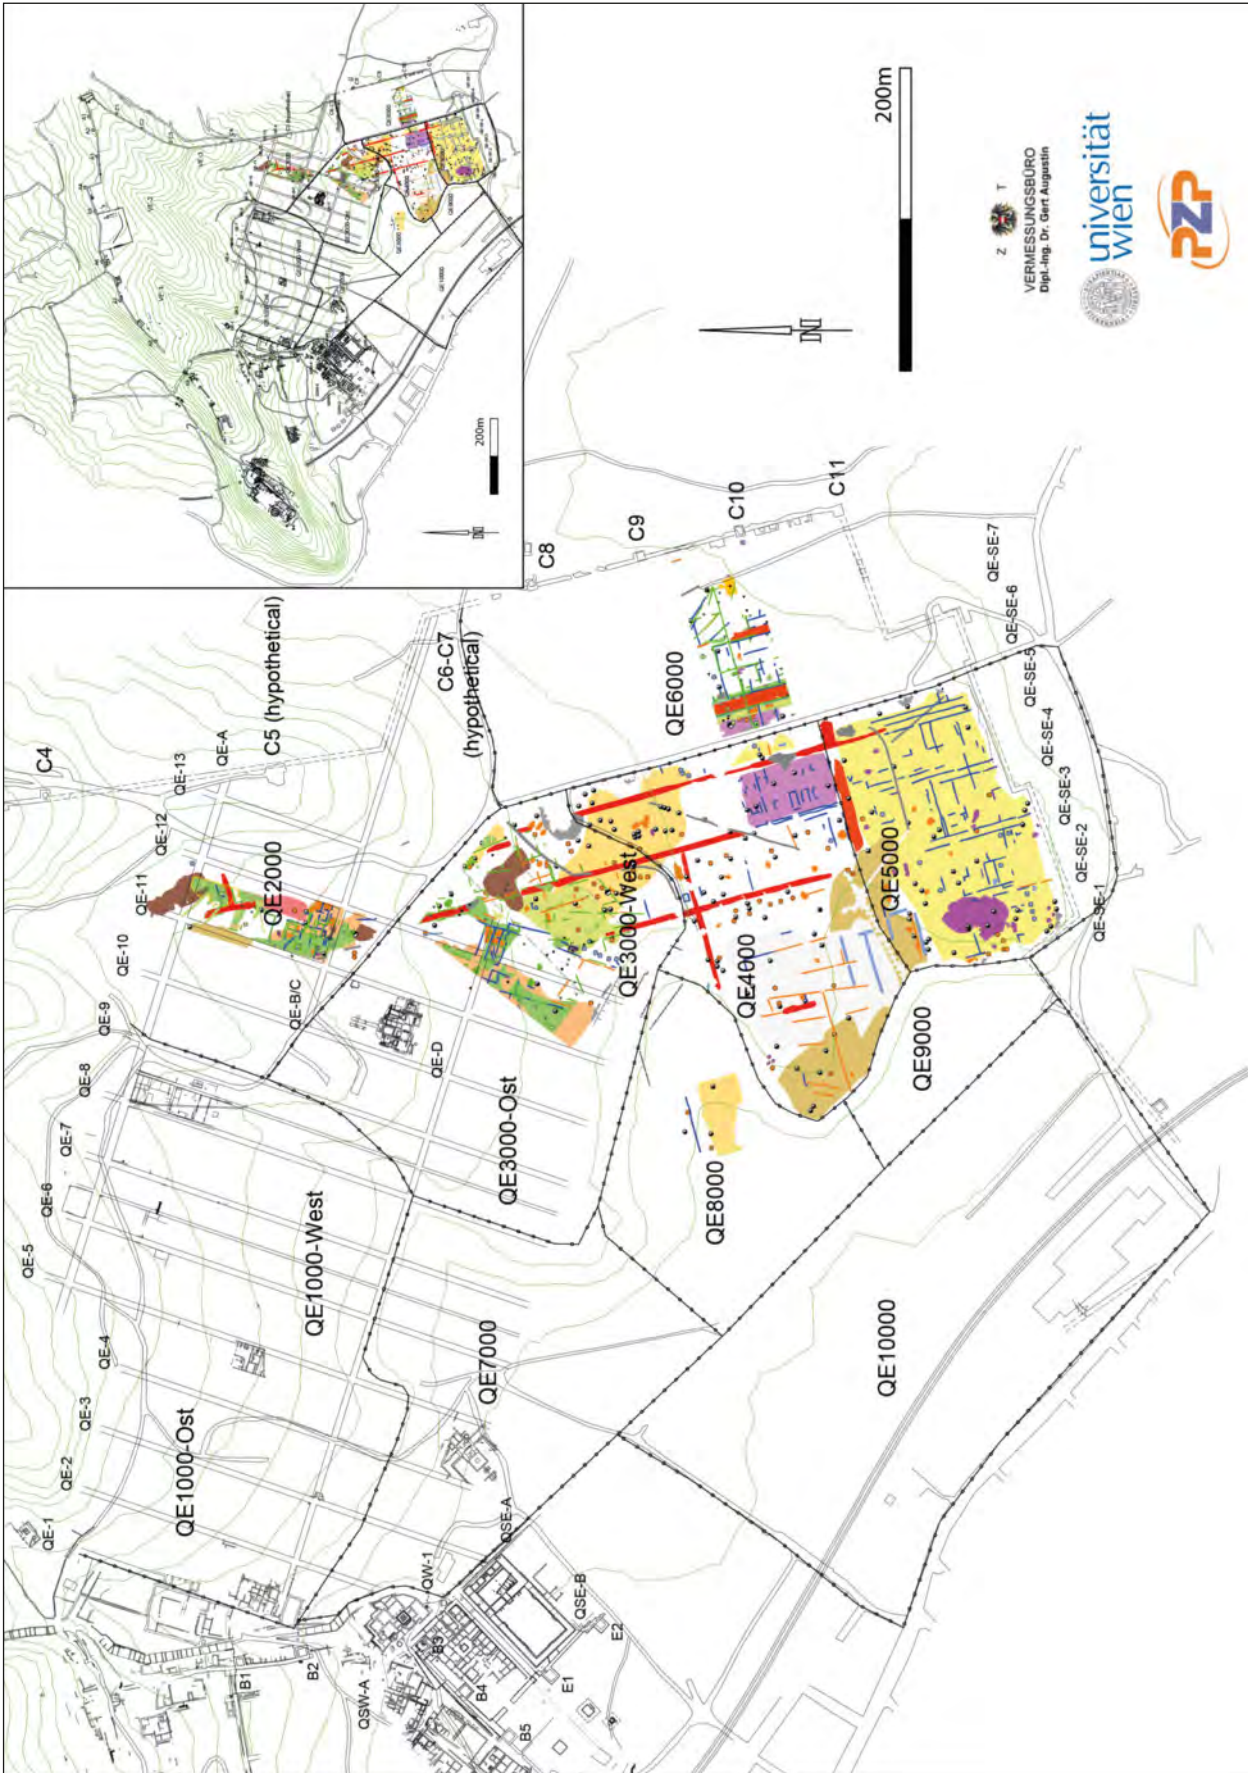 200m
N
200m
N
Z T
VERMESSUNGSBÜRO
Dipl.-Ing. Dr. Gert Augustin
universität
wien
PZP
C4
C5 (hypothetical)
C6-C7
(hypothetical)
C8
C9
C10
C11
QE-1
QE-2
QE-3
QE-4
QE-5
QE-6
QE-7
QE-8
QE-9
QE-10
QE-11
QE-12
QE-13
QE-A
QE-B/C
QE-D
QE1000-Ost
QE1000-West
QE2000
QE3000-Ost
QE3000-West
QE4000
QE5000
QE6000
QE7000
QE8000
QE9000
QE10000
QE-SE-1
QE-SE-2
QE-SE-3
QE-SE-4
QE-SE-5
QE-SE-6
QE-SE-7
QW-1
QSE-A
QSE-B
QSW-A
B1
B2
B3
B4
B5
E1
E2